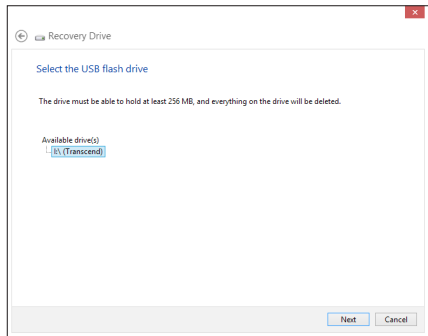 Recovery Drive
Select the USB flash drive
The drive must be able to hold at least 256 MB, and everything on the drive will be deleted.
Available drive(s)
I:\ (Transcend)
Next Cancel